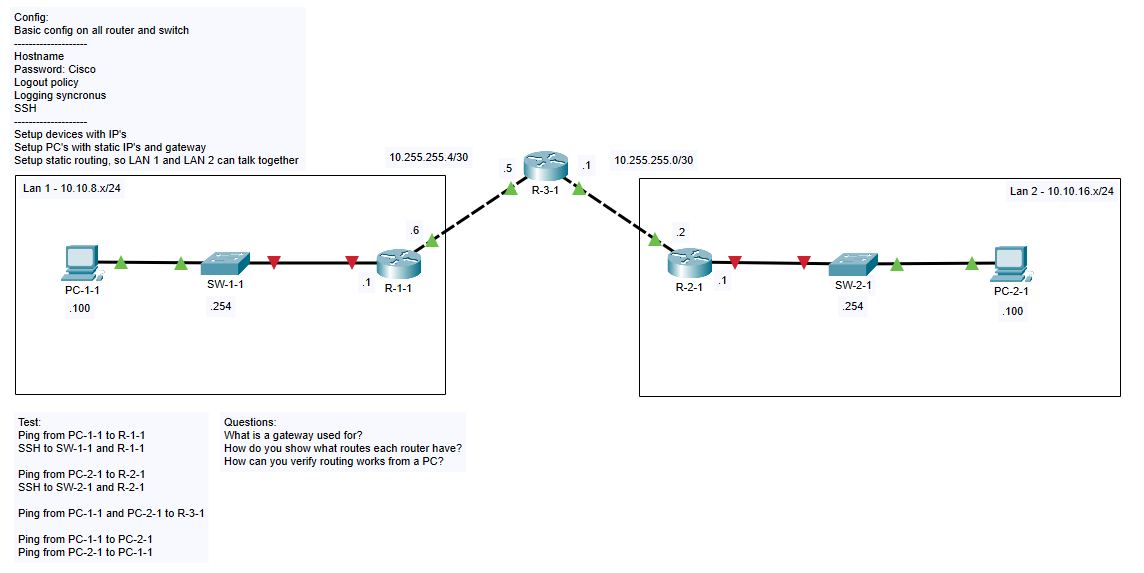 Config:
Basic config on all router and switch
--------------------
Hostname
Password: Cisco
Logout policy
Logging syncronus
SSH
--------------------
Setup devices with IP's
Setup PC's with static IP's and gateway
Setup static routing, so LAN 1 and LAN 2 can talk together
10.255.255.4/30
.5
.1
10.255.255.0/30
R-3-1
Lan 1 - 10.10.8.x/24
Lan 2 - 10.10.16.x/24
.6
.2
PC-1-1
.100
SW-1-1
.254
.1
R-1-1
R-2-1
.1
SW-2-1
.254
PC-2-1
.100
Test:
Ping from PC-1-1 to R-1-1
SSH to SW-1-1 and R-1-1
Ping from PC-2-1 to R-2-1
SSH to SW-2-1 and R-2-1
Ping from PC-1-1 and PC-2-1 to R-3-1
Ping from PC-1-1 to PC-2-1
Ping from PC-2-1 to PC-1-1
Questions:
What is a gateway used for?
How do you show what routes each router have?
How can you verify routing works from a PC?